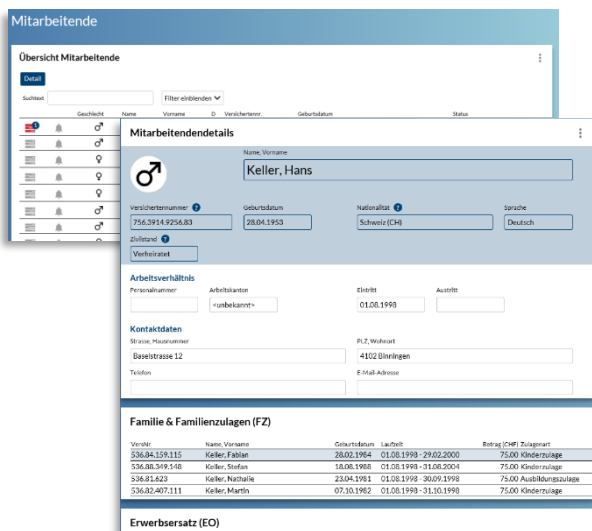 Mitarbeitende
Übersicht Mitarbeitende
Detail
Suchtext Filter einblenden
Geschlecht Name Vorname D Versichertennr. Geburtsdatum Status
1
Mitarbeitendendetails
Name, Vorname
Keller, Hans
Versichertennummer ? Geburtsdatum Nationalität ? Sprache
756.3914.9256.83 28.04.1953 Schweiz (CH) Deutsch
Zivilstand ?
Verheiratet
Arbeitsverhältnis
Personalnummer Arbeitskanton Eintritt Austritt
<unbekannt> 01.08.1998
Kontaktdaten
Strasse, Hausnummer PLZ, Wohnort
Baselstrasse 12 4102 Binningen
Telefon E-Mail-Adresse
Familie & Familienzulagen (FZ)
VersNr Name, Vorname Geburtsdatum Laufzeit Betrag (CHF) Zulagenart
536.84.159.115 Keller, Fabian 28.02.1984 01.08.1998 - 29.02.2000 75.00 Kinderzulage
536.88.349.148 Keller, Stefan 18.08.1988 01.08.1998 - 31.08.2004 75.00 Kinderzulage
536.81.623 Keller, Nathalie 23.04.1981 01.08.1998 - 30.09.1998 75.00 Ausbildungszulage
536.82.407.111 Keller, Martin 07.10.1982 01.08.1998 - 31.10.1998 75.00 Kinderzulage
Erwerbsersatz (EO)